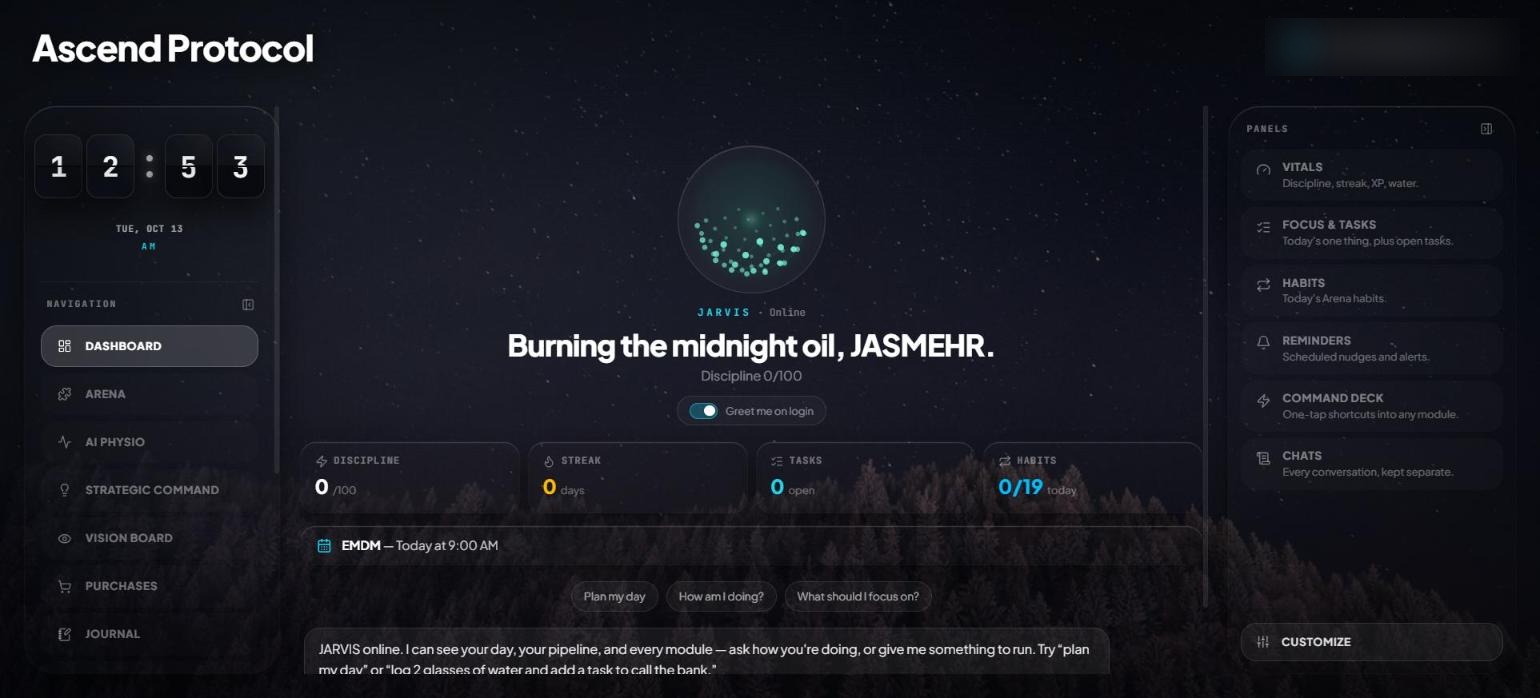 Ascend Protocol
12:53
TUE, OCT 13
AM
NAVIGATION
DASHBOARD
ARENA
AI PHYSIO
STRATEGIC COMMAND
VISION BOARD
PURCHASES
JOURNAL
JARVIS · Online
Burning the midnight oil, JASMEHR.
Discipline 0/100
Greet me on login
DISCIPLINE
0 /100
STREAK
0 days
TASKS
0 open
HABITS
0/19 today
EMDM — Today at 9:00 AM
Plan my day
How am I doing?
What should I focus on?
JARVIS online. I can see your day, your pipeline, and every module — ask how you're doing, or give me something to run. Try “plan
my day” or “log 2 glasses of water and add a task to call the bank.”
PANELS
VITALS
Discipline, streak, XP, water.
FOCUS & TASKS
Today's one thing, plus open tasks.
HABITS
Today's Arena habits.
REMINDERS
Scheduled nudges and alerts.
COMMAND DECK
One-tap shortcuts into any module.
CHATS
Every conversation, kept separate.
CUSTOMIZE